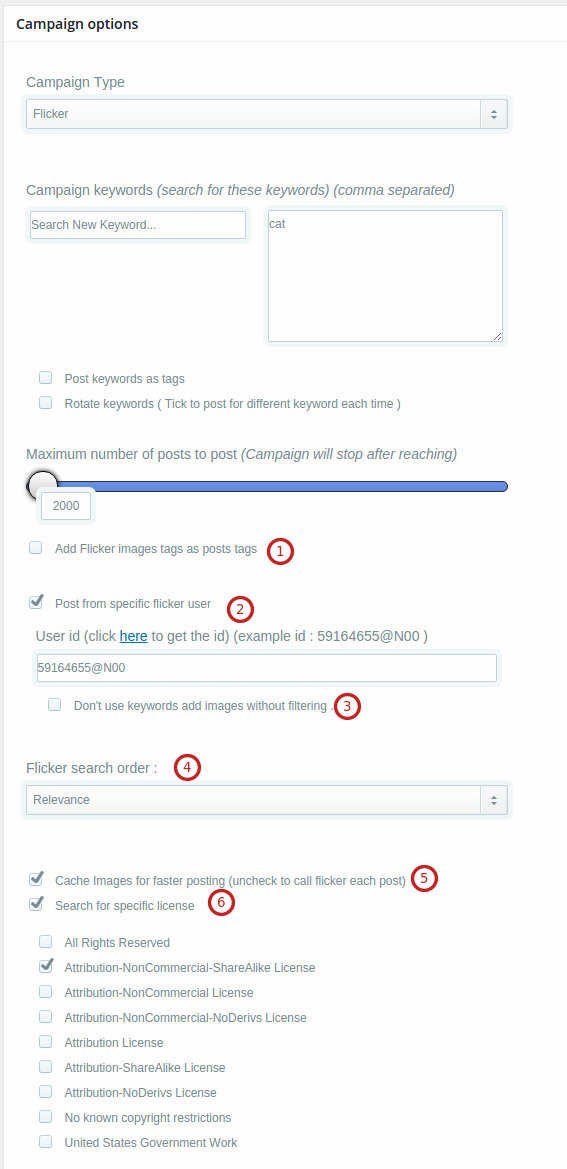 Campaign options
Campaign Type
Flicker
Campaign keywords (search for these keywords) (comma separated)
Search New Keyword...
cat
Post keywords as tags
Rotate keywords ( Tick to post for different keyword each time )
Maximum number of posts to post (Campaign will stop after reaching)
2000
Add Flicker images tags as posts tags 1
Post from specific flicker user 2
User id (click here to get the id) (example id : 59164655@N00 )
59164655@N00
Don't use keywords add images without filtering . 3
Flicker search order : 4
Relevance
Cache Images for faster posting (uncheck to call flicker each post) 5
Search for specific license 6
All Rights Reserved
Attribution-NonCommercial-ShareAlike License
Attribution-NonCommercial License
Attribution-NonCommercial-NoDerivs License
Attribution License
Attribution-ShareAlike License
Attribution-NoDerivs License
No known copyright restrictions
United States Government Work